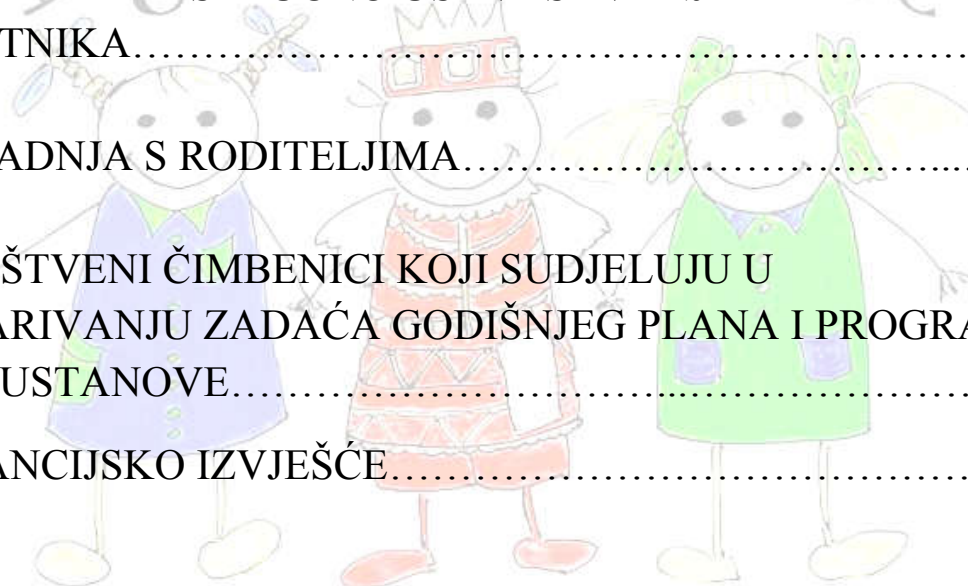 TNIKA……………………………………………………………
ADNJA S RODITELJIMA……………………………...…
ŠTVENI ČIMBENICI KOJI SUDJELUJU U
ARIVANJU ZADAĆA GODIŠNJEG PLANA I PROGRA
USTANOVE……………………………...……………………
ANCIJSKO IZVJEŠĆE……………………………………………